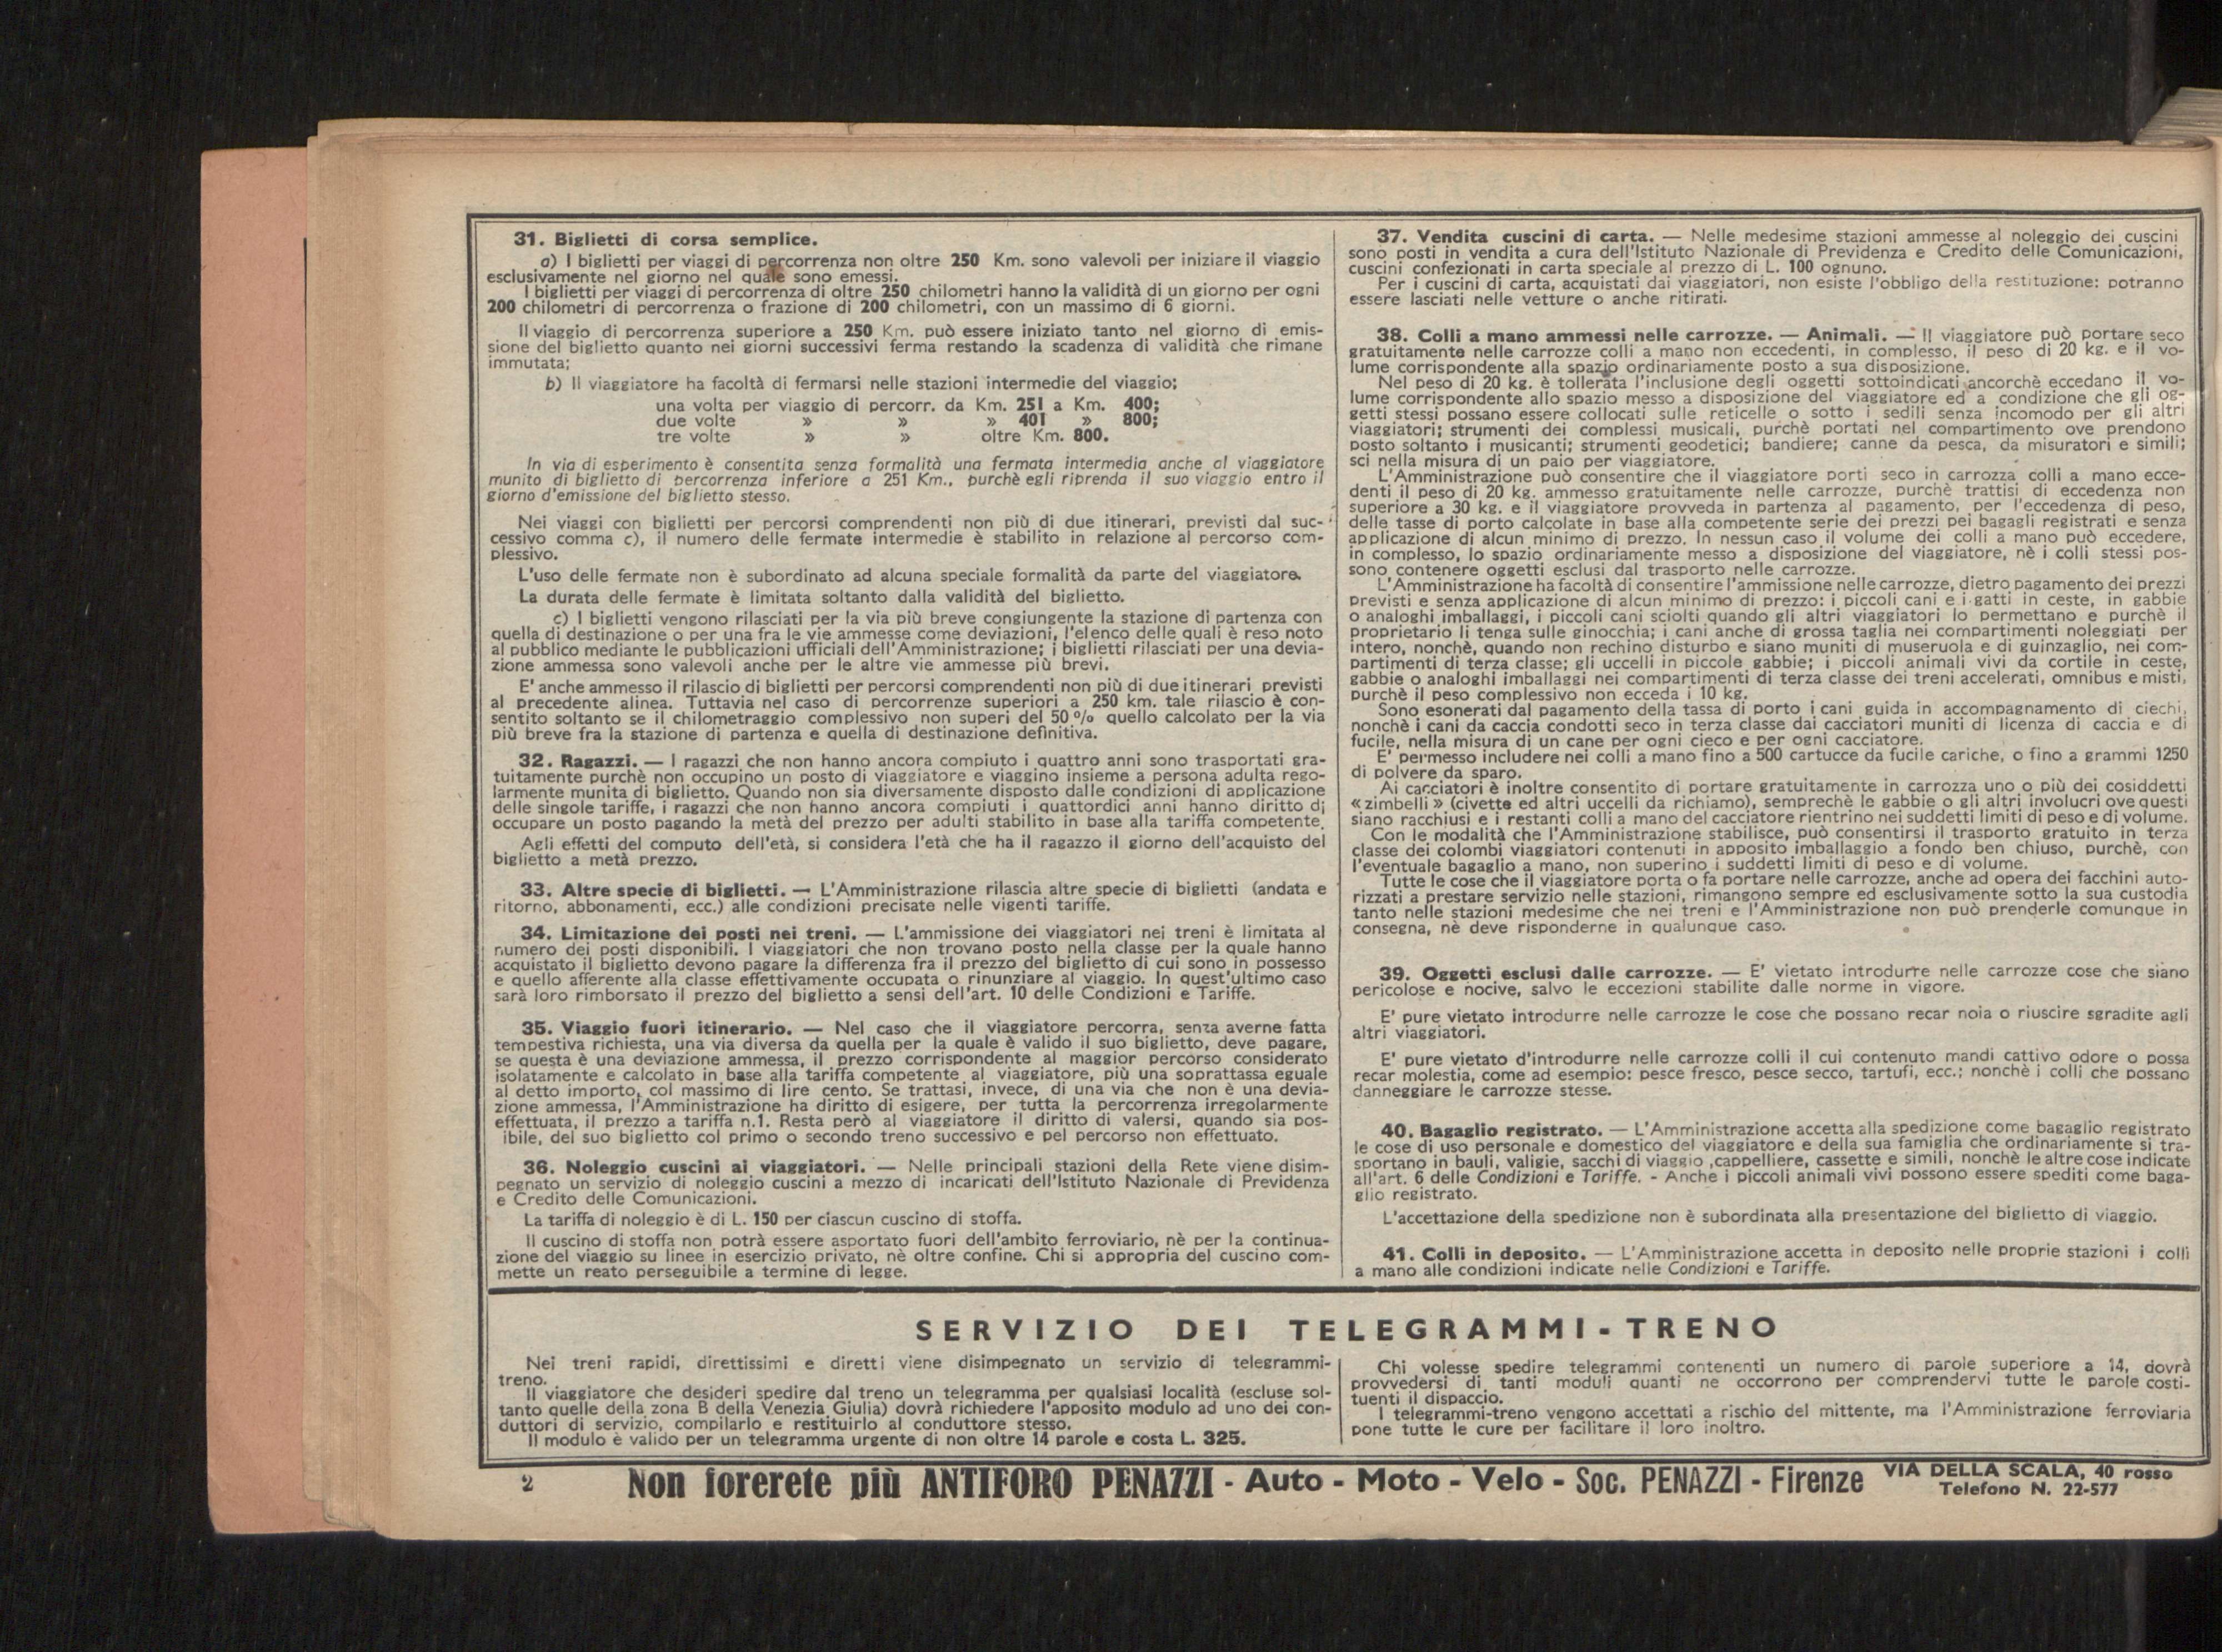 31. Biglietti di corsa semplice.
a) I biglietti per viaggi di percorrenza non oltre 250 Km. sono valevoli per iniziare il viaggio
esclusivamente nel giorno nel quale sono emessi.
I biglietti per viaggi di percorrenza di oltre 250 chilometri hanno la validità di un giorno per ogni
200 chilometri di percorrenza o frazione di 200 chilometri, con un massimo di 6 giorni.
Il viaggio di percorrenza superiore a 250 Km. può essere iniziato tanto nel giorno di emis-
sione del biglietto quanto nei giorni successivi ferma restando la scadenza di validità che rimane
immutata;
b) Il viaggiatore ha facoltà di fermarsi nelle stazioni intermedie del viaggio;
una volta per viaggio di percorr. da Km. 251 a Km. 400;
due volte » » » 401 » 800;
tre volte » » oltre Km. 800.
In via di esperimento è consentita senza formalità una fermata intermedia anche al viaggiatore
munito di biglietto di percorrenza inferiore a 251 Km., purchè egli riprenda il suo viaggio entro il
giorno d'emissione del biglietto stesso.
Nei viaggi con biglietti per percorsi comprendenti non più di due itinerari, previsti dal suc-
cessivo comma c), il numero delle fermate intermedie è stabilito in relazione al percorso com-
plessivo.
L'uso delle fermate non è subordinato ad alcuna speciale formalità da parte del viaggiatore.
La durata delle fermate è limitata soltanto dalla validità del biglietto.
c) I biglietti vengono rilasciati per la via più breve congiungente la stazione di partenza con
quella di destinazione o per una fra le vie ammesse come deviazioni, l'elenco delle quali è reso noto
al pubblico mediante le pubblicazioni ufficiali dell'Amministrazione; i biglietti rilasciati per una devia-
zione ammessa sono valevoli anche per le altre vie ammesse più brevi.
E' anche ammesso il rilascio di biglietti per percorsi comprendenti non più di due itinerari previsti
al precedente alinea. Tuttavia nel caso di percorrenze superiori a 250 km. tale rilascio è con-
sentito soltanto se il chilometraggio complessivo non superi del 50 % quello calcolato per la via
più breve fra la stazione di partenza e quella di destinazione definitiva.
32. Ragazzi. — I ragazzi che non hanno ancora compiuto i quattro anni sono trasportati gra-
tuitamente purchè non occupino un posto di viaggiatore e viaggino insieme a persona adulta rego-
larmente munita di biglietto. Quando non sia diversamente disposto dalle condizioni di applicazione
delle singole tariffe, i ragazzi che non hanno ancora compiuti i quattordici anni hanno diritto di
occupare un posto pagando la metà del prezzo per adulti stabilito in base alla tariffa competente.
Agli effetti del computo dell'età, si considera l'età che ha il ragazzo il giorno dell'acquisto del
biglietto a metà prezzo.
33. Altre specie di biglietti. — L'Amministrazione rilascia altre specie di biglietti (andata e
ritorno, abbonamenti, ecc.) alle condizioni precisate nelle vigenti tariffe.
34. Limitazione dei posti nei treni. — L'ammissione dei viaggiatori nei treni è limitata al
numero dei posti disponibili. I viaggiatori che non trovano posto nella classe per la quale hanno
acquistato il biglietto devono pagare la differenza fra il prezzo del biglietto di cui sono in possesso
e quello afferente alla classe effettivamente occupata o rinunziare al viaggio. In quest'ultimo caso
sarà loro rimborsato il prezzo del biglietto a sensi dell'art. 10 delle Condizioni e Tariffe.
35. Viaggio fuori itinerario. — Nel caso che il viaggiatore percorra, senza averne fatta
tempestiva richiesta, una via diversa da quella per la quale è valido il suo biglietto, deve pagare,
se questa è una deviazione ammessa, il prezzo corrispondente al maggior percorso considerato
isolatamente e calcolato in base alla tariffa competente al viaggiatore, più una soprattassa eguale
al detto importo, col massimo di lire cento. Se trattasi, invece, di una via che non è una devia-
zione ammessa, l'Amministrazione ha diritto di esigere, per tutta la percorrenza irregolarmente
effettuata, il prezzo a tariffa n.1. Resta però al viaggiatore il diritto di valersi, quando sia pos-
ibile, del suo biglietto col primo o secondo treno successivo e pel percorso non effettuato.
36. Noleggio cuscini ai viaggiatori. — Nelle principali stazioni della Rete viene disim-
pegnato un servizio di noleggio cuscini a mezzo di incaricati dell'Istituto Nazionale di Previdenza
e Credito delle Comunicazioni.
La tariffa di noleggio è di L. 150 per ciascun cuscino di stoffa.
Il cuscino di stoffa non potrà essere asportato fuori dell'ambito ferroviario, nè per la continua-
zione del viaggio su linee in esercizio privato, nè oltre confine. Chi si appropria del cuscino com-
mette un reato perseguibile a termine di legge.
37. Vendita cuscini di carta. — Nelle medesime stazioni ammesse al noleggio dei cuscini
sono posti in vendita a cura dell'Istituto Nazionale di Previdenza e Credito delle Comunicazioni,
cuscini confezionati in carta speciale al prezzo di L. 100 ognuno.
Per i cuscini di carta, acquistati dai viaggiatori, non esiste l'obbligo della restituzione: potranno
essere lasciati nelle vetture o anche ritirati.
38. Colli a mano ammessi nelle carrozze. — Animali. — Il viaggiatore può portare seco
gratuitamente nelle carrozze colli a mano non eccedenti, in complesso, il peso di 20 kg. e il vo-
lume corrispondente alla spazio ordinariamente posto a sua disposizione.
Nel peso di 20 kg. è tollerata l'inclusione degli oggetti sottoindicati ancorchè eccedano il vo-
lume corrispondente allo spazio messo a disposizione del viaggiatore ed a condizione che gli og-
getti stessi possano essere collocati sulle reticelle o sotto i sedili senza incomodo per gli altri
viaggiatori; strumenti dei complessi musicali, purchè portati nel compartimento ove prendono
posto soltanto i musicanti; strumenti geodetici; bandiere; canne da pesca, da misuratori e simili;
sci nella misura di un paio per viaggiatore.
L'Amministrazione può consentire che il viaggiatore porti seco in carrozza colli a mano ecce-
denti il peso di 20 kg. ammesso gratuitamente nelle carrozze, purchè trattisi di eccedenza non
superiore a 30 kg. e il viaggiatore provveda in partenza al pagamento, per l'eccedenza di peso,
delle tasse di porto calcolate in base alla competente serie dei prezzi pei bagagli registrati e senza
applicazione di alcun minimo di prezzo. In nessun caso il volume dei colli a mano può eccedere,
in complesso, lo spazio ordinariamente messo a disposizione del viaggiatore, nè i colli stessi pos-
sono contenere oggetti esclusi dal trasporto nelle carrozze.
L'Amministrazione ha facoltà di consentire l'ammissione nelle carrozze, dietro pagamento dei prezzi
previsti e senza applicazione di alcun minimo di prezzo: i piccoli cani e i gatti in ceste, in gabbie
o analoghi imballaggi, i piccoli cani sciolti quando gli altri viaggiatori lo permettano e purchè il
proprietario li tenga sulle ginocchia; i cani anche di grossa taglia nei compartimenti noleggiati per
intero, nonchè, quando non rechino disturbo e siano muniti di museruola e di guinzaglio, nei com-
partimenti di terza classe; gli uccelli in piccole gabbie; i piccoli animali vivi da cortile in ceste,
gabbie o analoghi imballaggi nei compartimenti di terza classe dei treni accelerati, omnibus e misti,
purchè il peso complessivo non ecceda i 10 kg.
Sono esonerati dal pagamento della tassa di porto i cani guida in accompagnamento di ciechi,
nonchè i cani da caccia condotti seco in terza classe dai cacciatori muniti di licenza di caccia e di
fucile, nella misura di un cane per ogni cieco e per ogni cacciatore.
E' permesso includere nei colli a mano fino a 500 cartucce da fucile cariche, o fino a grammi 1250
di polvere da sparo.
Ai cacciatori è inoltre consentito di portare gratuitamente in carrozza uno o più dei cosiddetti
« zimbelli » (civette ed altri uccelli da richiamo), semprechè le gabbie o gli altri involucri ove questi
siano racchiusi e i restanti colli a mano del cacciatore rientrino nei suddetti limiti di peso e di volume.
Con le modalità che l'Amministrazione stabilisce, può consentirsi il trasporto gratuito in terza
classe dei colombi viaggiatori contenuti in apposito imballaggio a fondo ben chiuso, purchè, con
l'eventuale bagaglio a mano, non superino i suddetti limiti di peso e di volume.
Tutte le cose che il viaggiatore porta o fa portare nelle carrozze, anche ad opera dei facchini auto-
rizzati a prestare servizio nelle stazioni, rimangono sempre ed esclusivamente sotto la sua custodia
tanto nelle stazioni medesime che nei treni e l'Amministrazione non può prenderle comunque in
consegna, nè deve risponderne in qualunque caso.
39. Oggetti esclusi dalle carrozze. — E' vietato introdurre nelle carrozze cose che siano
pericolose e nocive, salvo le eccezioni stabilite dalle norme in vigore.
E' pure vietato introdurre nelle carrozze le cose che possano recar noia o riuscire sgradite agli
altri viaggiatori.
E' pure vietato d'introdurre nelle carrozze colli il cui contenuto mandi cattivo odore o possa
recar molestia, come ad esempio: pesce fresco, pesce secco, tartufi, ecc.; nonchè i colli che possano
danneggiare le carrozze stesse.
40. Bagaglio registrato. — L'Amministrazione accetta alla spedizione come bagaglio registrato
le cose di uso personale e domestico del viaggiatore e della sua famiglia che ordinariamente si tra-
sportano in bauli, valigie, sacchi di viaggio ,cappelliere, cassette e simili, nonchè le altre cose indicate
all'art. 6 delle Condizioni e Tariffe. - Anche i piccoli animali vivi possono essere spediti come baga-
glio registrato.
L'accettazione della spedizione non è subordinata alla presentazione del biglietto di viaggio.
41. Colli in deposito. — L'Amministrazione accetta in deposito nelle proprie stazioni i colli
a mano alle condizioni indicate nelle Condizioni e Tariffe.
SERVIZIO DEI TELEGRAMMI-TRENO
Nei treni rapidi, direttissimi e diretti viene disimpegnato un servizio di telegrammi-
treno.
Il viaggiatore che desideri spedire dal treno un telegramma per qualsiasi località (escluse sol-
tanto quelle della zona B della Venezia Giulia) dovrà richiedere l'apposito modulo ad uno dei con-
duttori di servizio, compilarlo e restituirlo al conduttore stesso.
Il modulo è valido per un telegramma urgente di non oltre 14 parole e costa L. 325.
Chi volesse spedire telegrammi contenenti un numero di parole superiore a 14, dovrà
provvedersi di tanti moduli quanti ne occorrono per comprendervi tutte le parole costi-
tuenti il dispaccio.
I telegrammi-treno vengono accettati a rischio del mittente, ma l'Amministrazione ferroviaria
pone tutte le cure per facilitare il loro inoltro.
2 Non forerete più ANTIFORO PENAZZI - Auto - Moto - Velo - Soc. PENAZZI - Firenze VIA DELLA SCALA, 40 rosso
Telefono N. 22-577